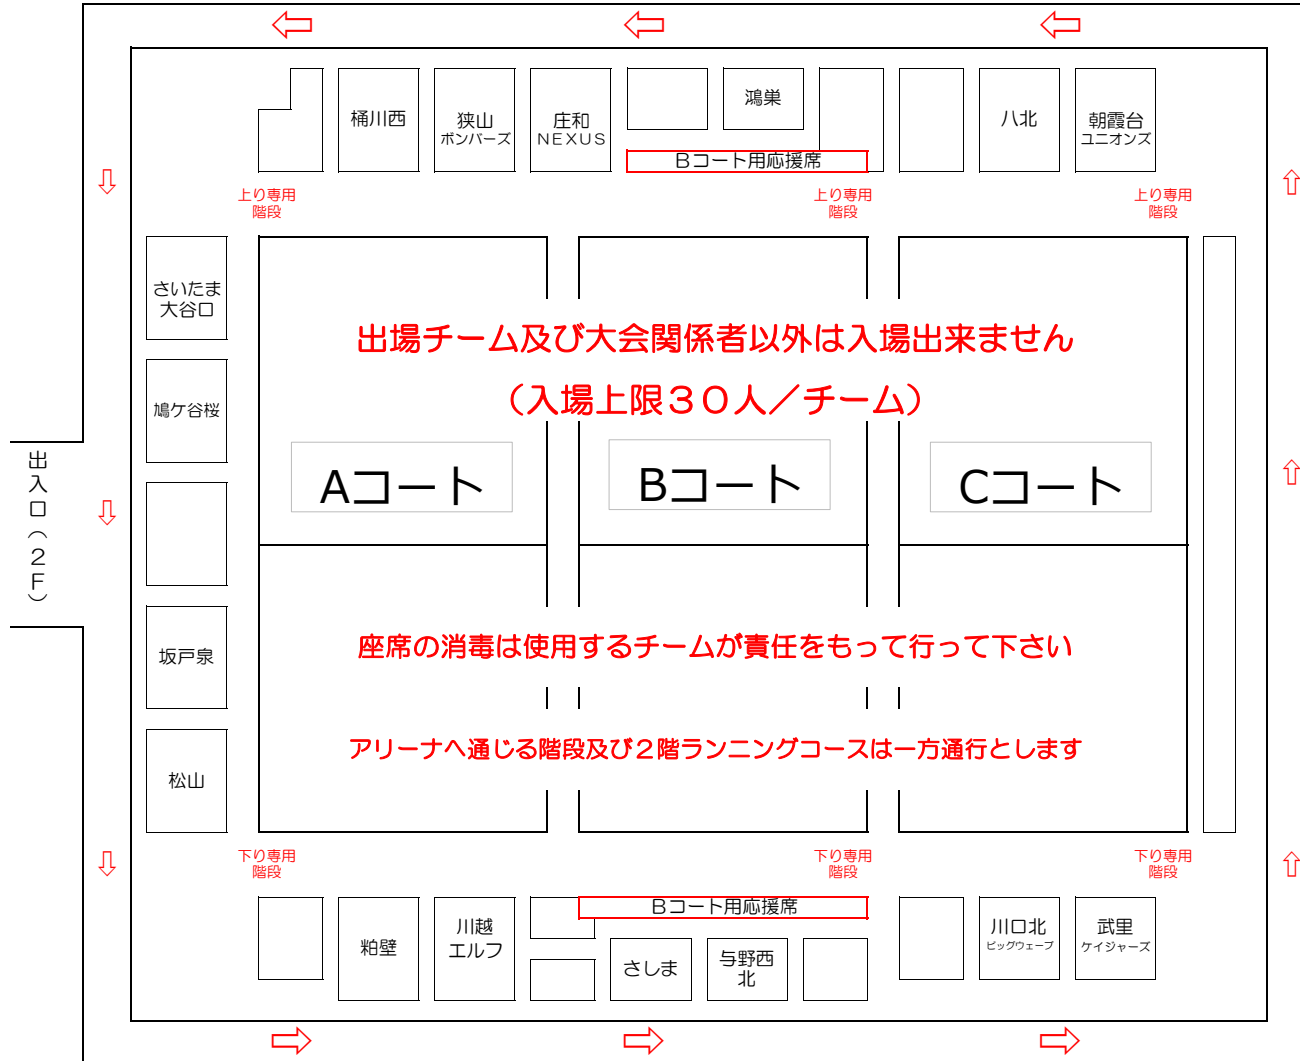 鴻巣
桶川西
狭山
ボンバーズ
庄和
ＮＥＸＵＳ
八北
朝霞台
ユニオンズ
Ｂコート用応援席
上り専用
階段
上り専用
階段
上り専用
階段
さいたま
大谷口
出場チーム及び大会関係者以外は入場出来ません
（入場上限３０人／チーム）
鳩ケ谷桜
出入口（２Ｆ）
Aコート
Bコート
Cコート
坂戸泉
座席の消毒は使用するチームが責任をもって行って下さい
アリーナへ通じる階段及び２階ランニングコースは一方通行とします
松山
下り専用
階段
下り専用
階段
下り専用
階段
Ｂコート用応援席
粕壁
川越
エルフ
さしま
与野西
北
川口北
ビッグウェーブ
武里
ケイジャーズ